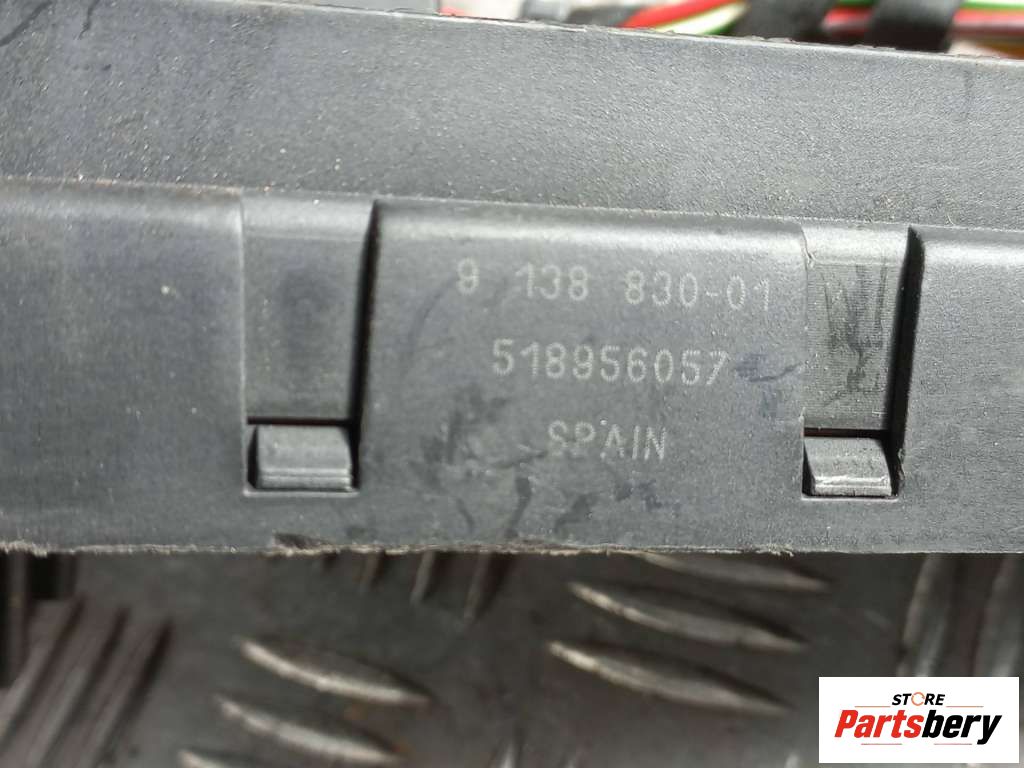 9 138 830-01
518956057
SPAIN
STORE
Partsbery